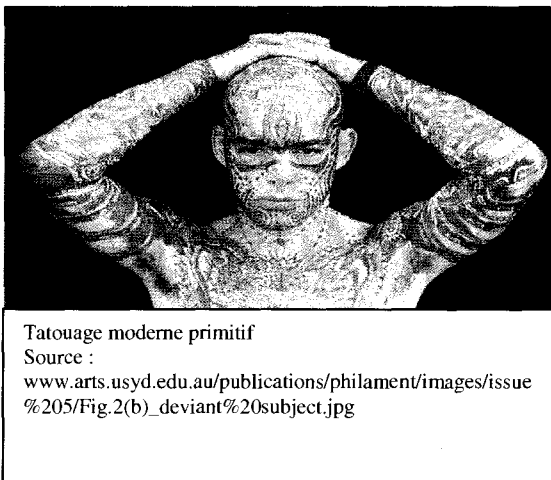 Tatouage moderne primitif
Source :
www.arts.usyd.edu.au/publications/philament/images/issue
%205/Fig.2(b)_deviant%20subject.jpg